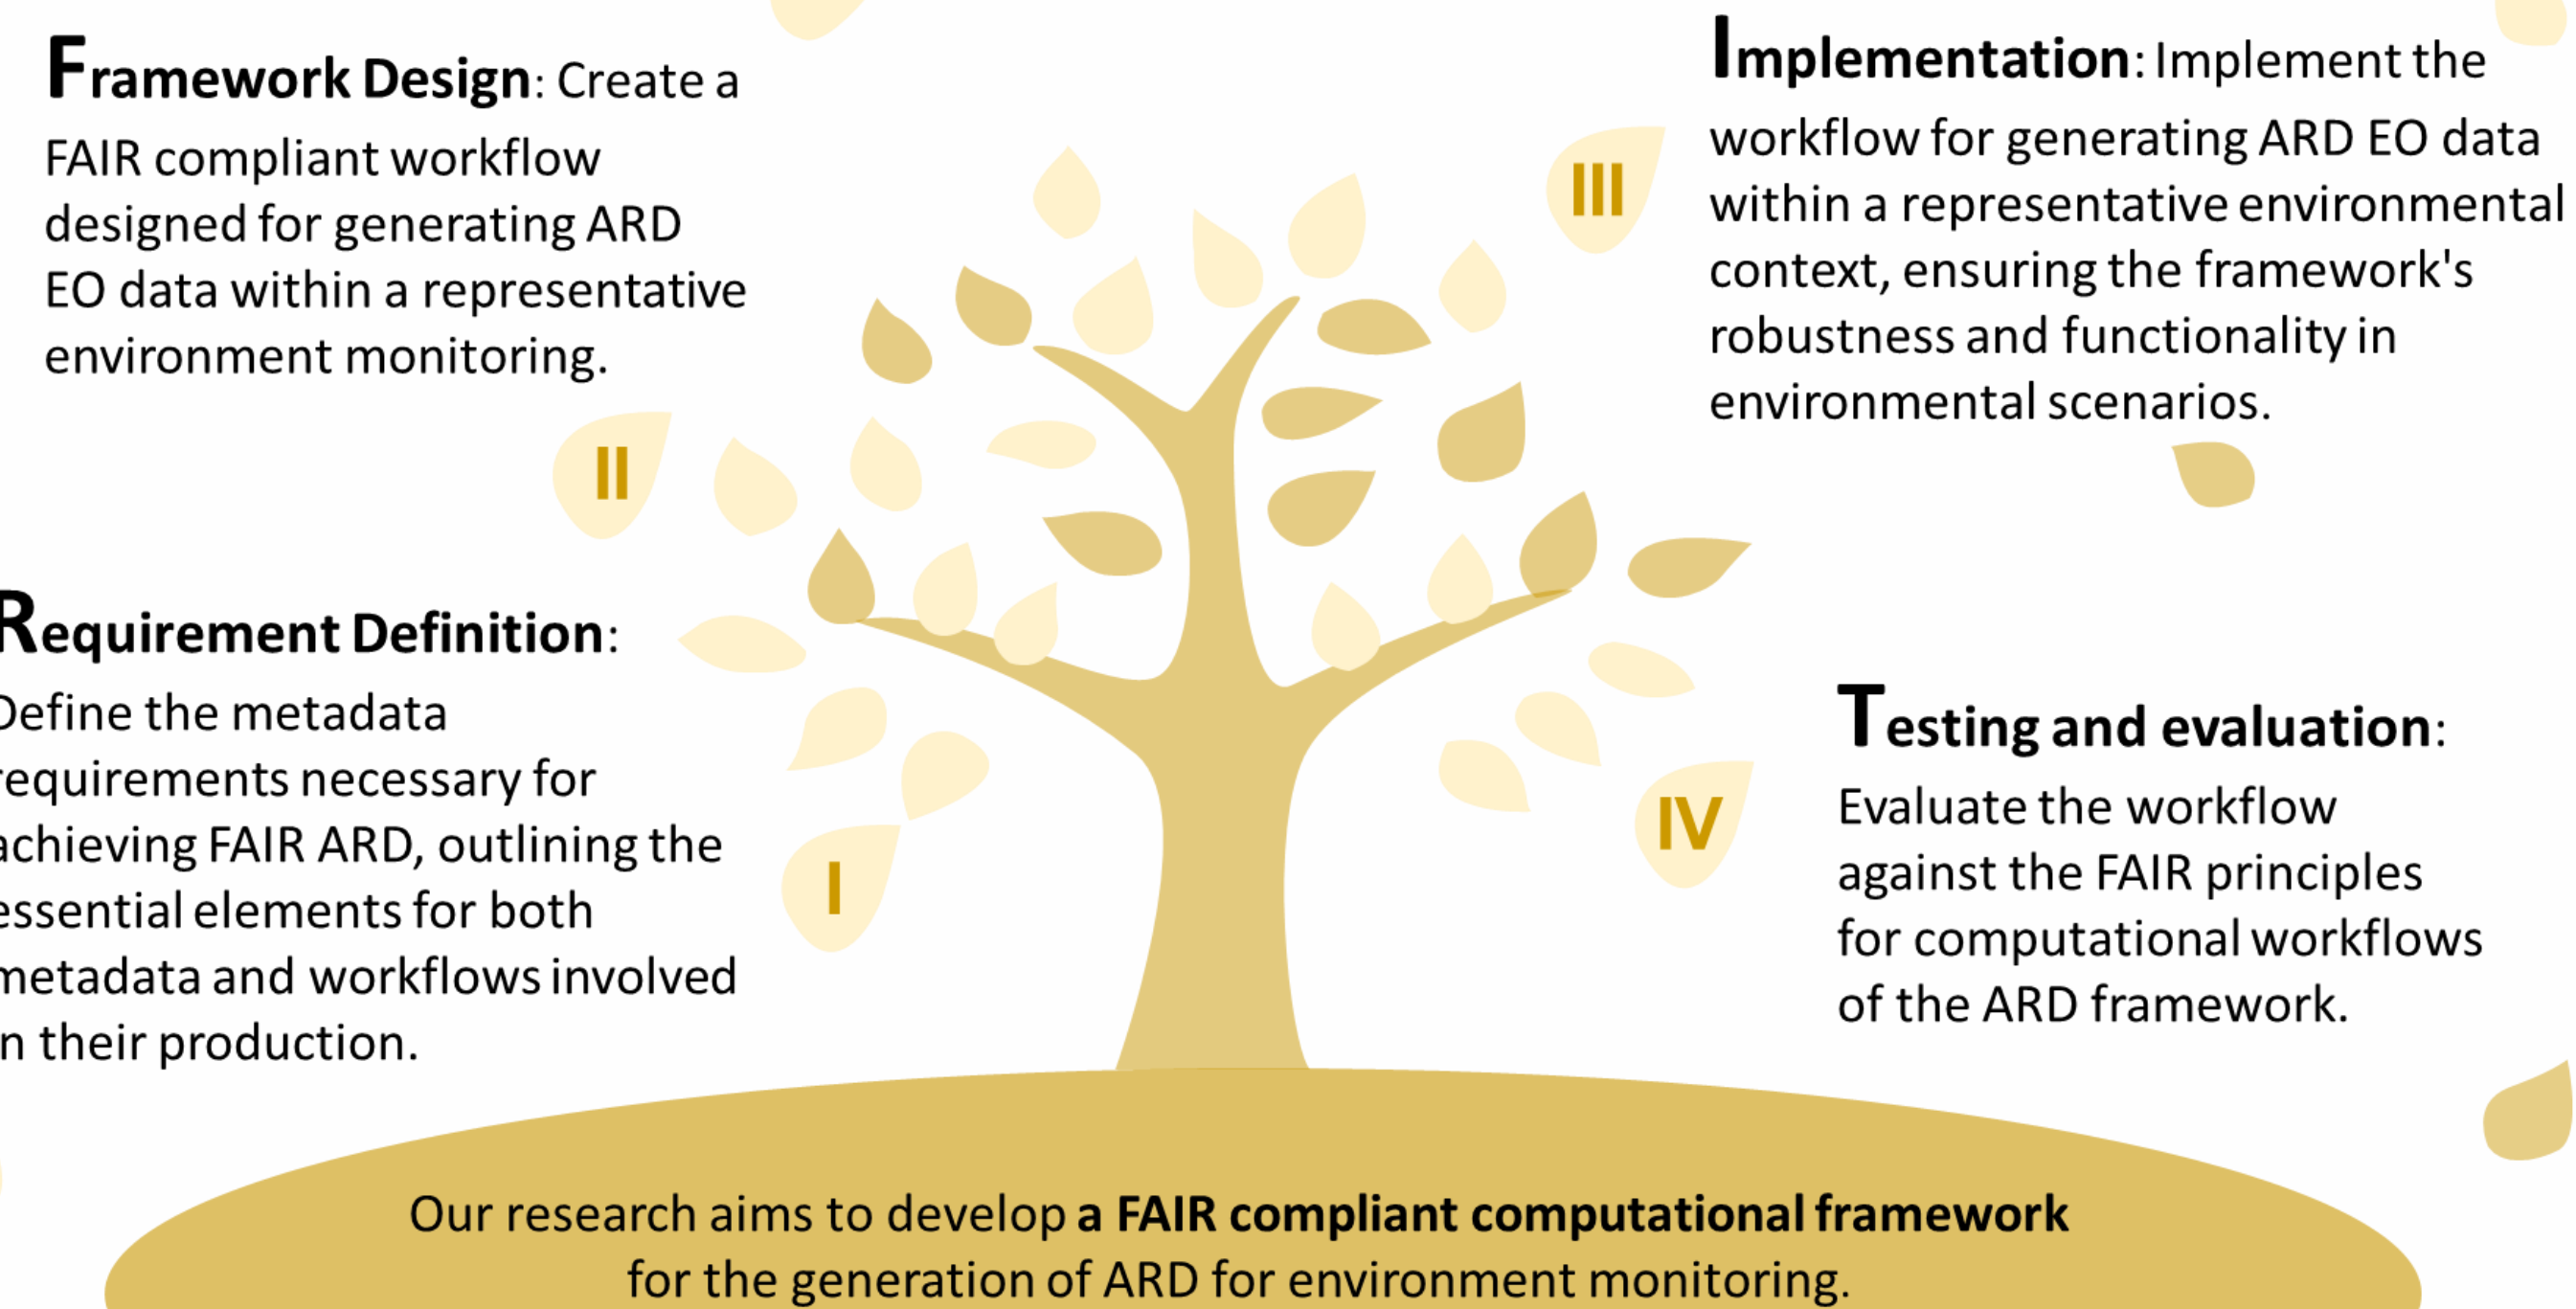 Framework Design: Create a
FAIR compliant workflow
designed for generating ARD
EO data within a representative
environment monitoring.
II
Requirement Definition:
Define the metadata
requirements necessary for
achieving FAIR ARD, outlining the
essential elements for both
metadata and workflows involved
in their production.
I
Implementation: Implement the
workflow for generating ARD EO data
within a representative environmental
context, ensuring the framework's
robustness and functionality in
environmental scenarios.
III
Testing and evaluation:
Evaluate the workflow
against the FAIR principles
for computational workflows
of the ARD framework.
IV
Our research aims to develop a FAIR compliant computational framework
for the generation of ARD for environment monitoring.